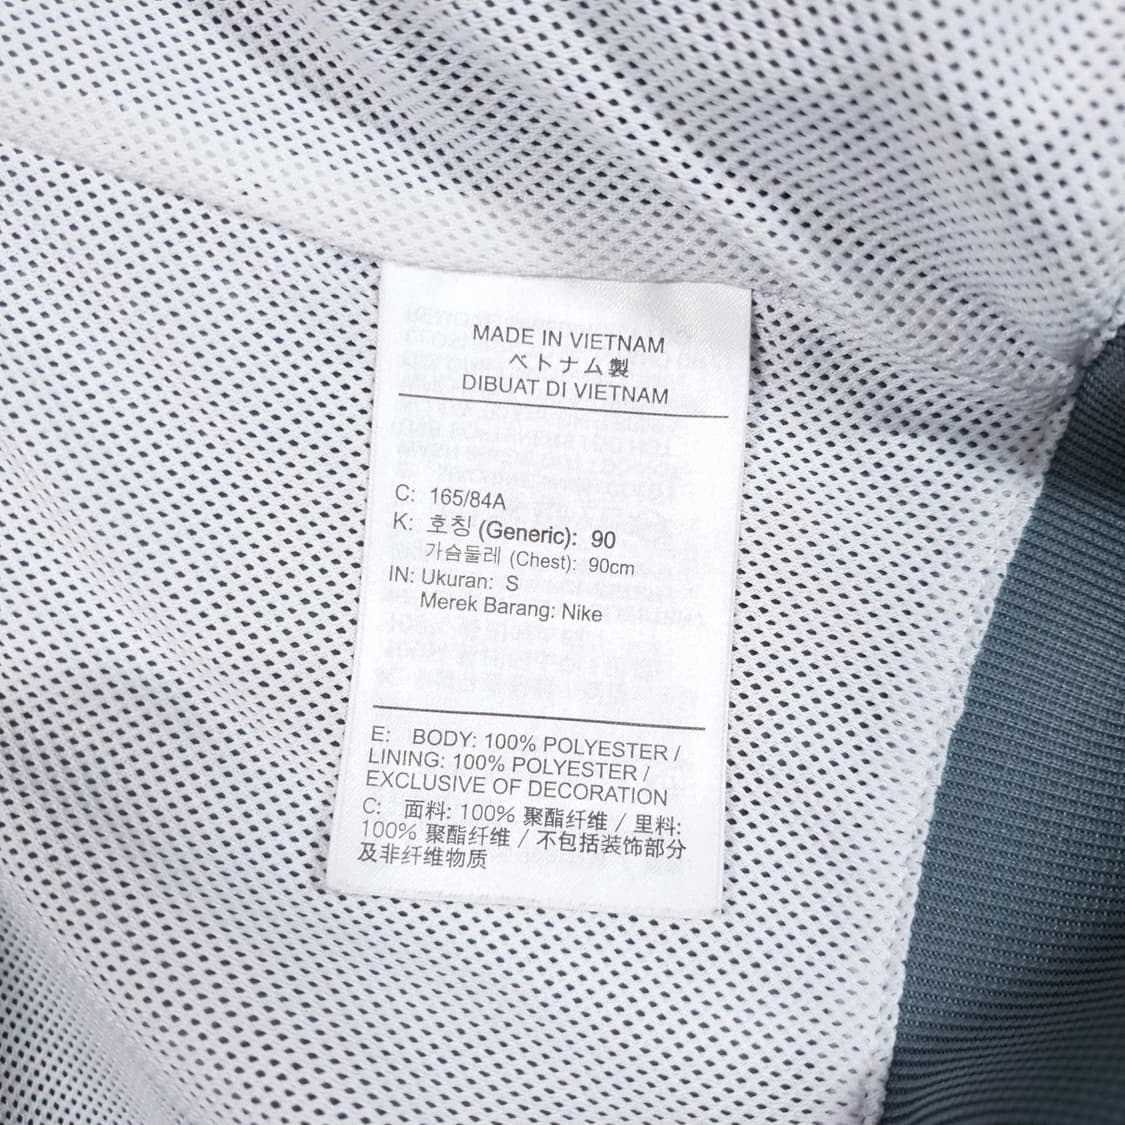 MADE IN VIETNAM
ベトナム製
DIBUAT DI VIETNAM
C: 165/84A
K: 호칭 (Generic): 90
가슴둘레 (Chest): 90cm
IN: Ukuran: S
Merek Barang: Nike
E: BODY: 100% POLYESTER /
LINING: 100% POLYESTER /
EXCLUSIVE OF DECORATION
C: 面料: 100% 聚酯纤维 / 里料:
100% 聚酯纤维 / 不包括装饰部分
及非纤维物质